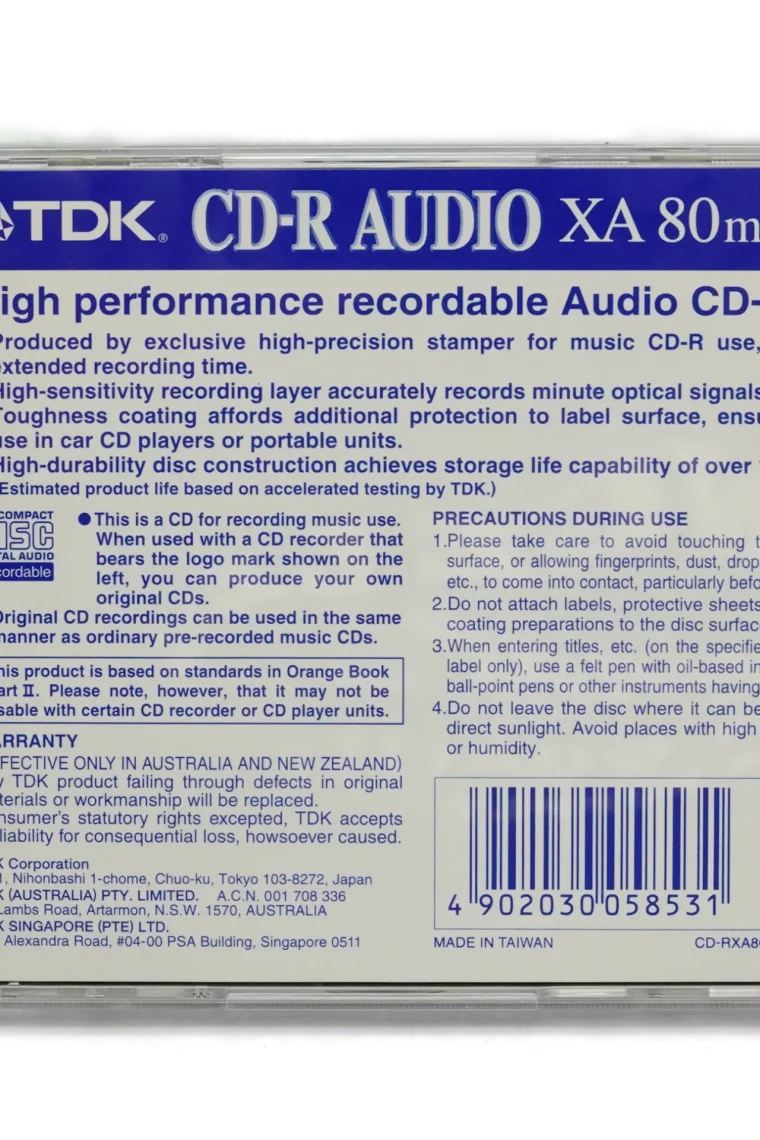 TDK® CD-R AUDIO XA 80m
igh performance recordable Audio CD-
Produced by exclusive high-precision stamper for music CD-R use,
extended recording time.
High-sensitivity recording layer accurately records minute optical signals
Toughness coating affords additional protection to label surface, ensu
use in car CD players or portable units.
High-durability disc construction achieves storage life capability of over
(Estimated product life based on accelerated testing by TDK.)
COMPACT
DISC
TAL AUDIO
cordable
●This is a CD for recording music use.
When used with a CD recorder that
bears the logo mark shown on the
left, you can produce your own
original CDs.
Original CD recordings can be used in the same
manner as ordinary pre-recorded music CDs.
his product is based on standards in Orange Book
art II. Please note, however, that it may not be
sable with certain CD recorder or CD player units.
RRANTY
FECTIVE ONLY IN AUSTRALIA AND NEW ZEALAND)
y TDK product failing through defects in original
terials or workmanship will be replaced.
nsumer's statutory rights excepted, TDK accepts
liability for consequential loss, howsoever caused.
K Corporation
1, Nihonbashi 1-chome, Chuo-ku, Tokyo 103-8272, Japan
K (AUSTRALIA) PTY. LIMITED. A.C.N. 001 708 336
Lambs Road, Artarmon, N.S.W. 1570, AUSTRALIA
K SINGAPORE (PTE) LTD.
Alexandra Road, #04-00 PSA Building, Singapore 0511
PRECAUTIONS DURING USE
1.Please take care to avoid touching t
surface, or allowing fingerprints, dust, drop
etc., to come into contact, particularly befo
2.Do not attach labels, protective sheets
coating preparations to the disc surfac
3.When entering titles, etc. (on the specifie
label only), use a felt pen with oil-based in
ball-point pens or other instruments having
4.Do not leave the disc where it can be
direct sunlight. Avoid places with high
or humidity.
4 902030 058531
MADE IN TAIWAN CD-RXA80